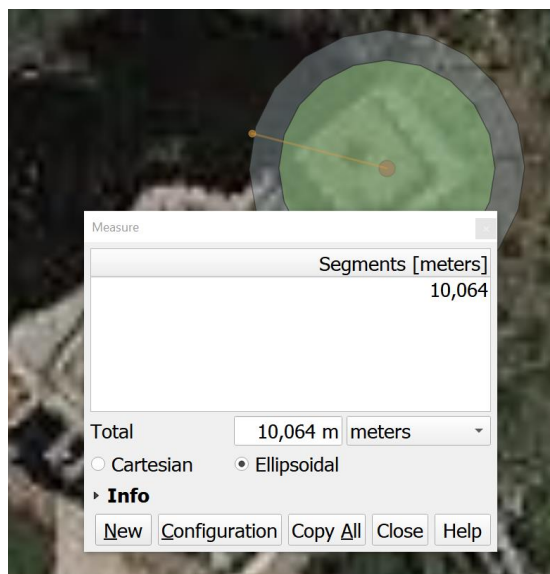 Measure
Segments [meters]
10,064
Total 10,064 m meters
Cartesian Ellipsoidal
Info
New Configuration Copy All Close Help